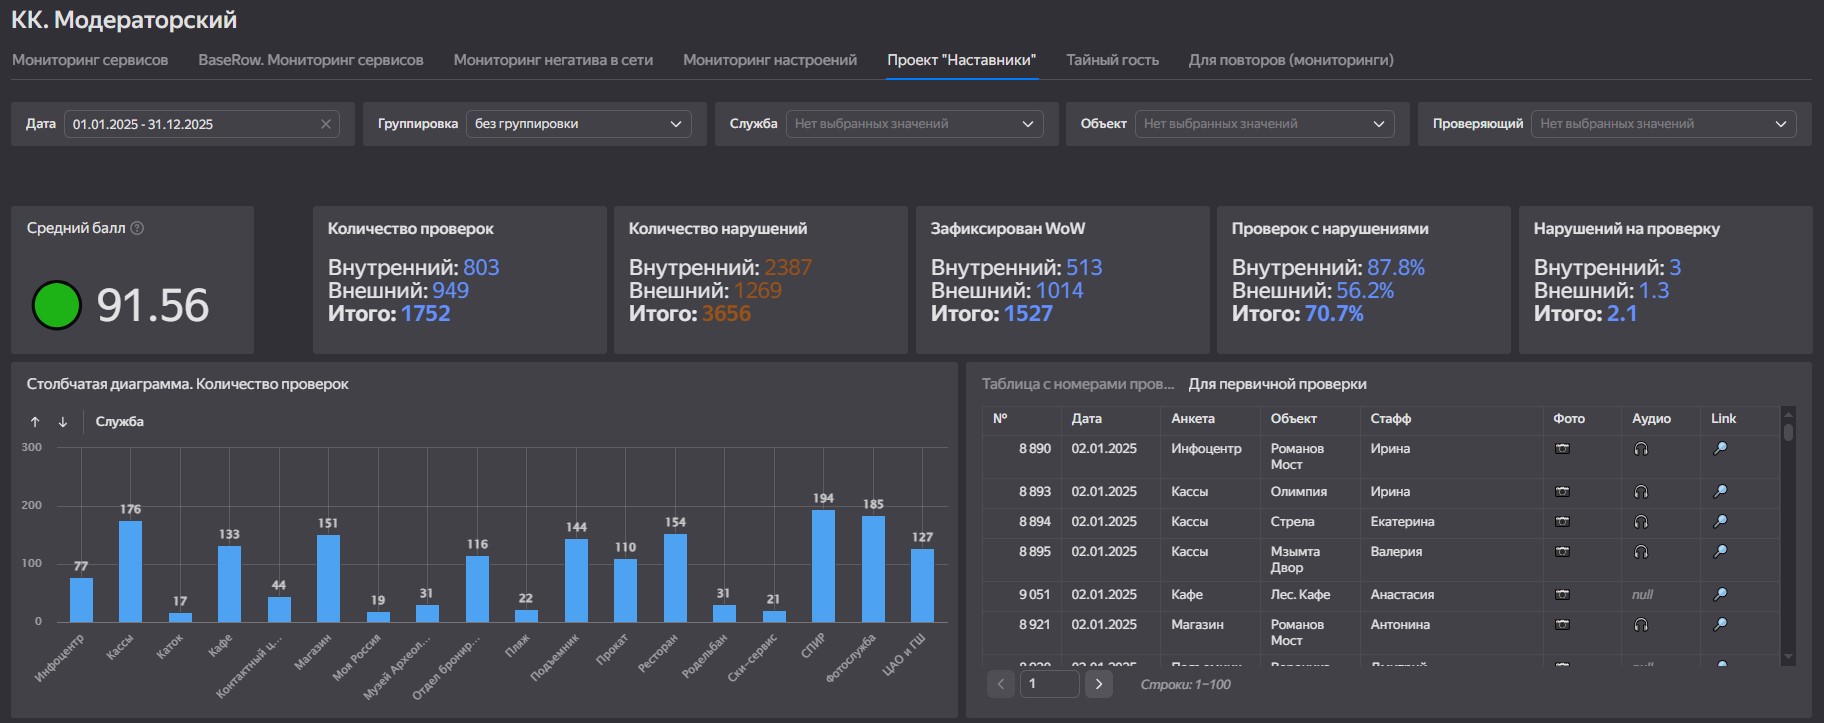 КК. Модераторский
Мониторинг сервисов BaseRow. Мониторинг сервисов Мониторинг негатива в сети Мониторинг настроений Проект "Наставники" Тайный гость Для повторов (мониторинги)
Дата 01.01.2025 - 31.12.2025 Группировка без группировки Служба Нет выбранных значений Объект Нет выбранных значений Проверяющий Нет выбранных значений
Средний балл
91.56
Количество проверок
Внутренний: 803
Внешний: 949
Итого: 1752
Количество нарушений
Внутренний: 2387
Внешний: 1269
Итого: 3656
Зафиксирован WoW
Внутренний: 513
Внешний: 1014
Итого: 1527
Проверок с нарушениями
Внутренний: 87.8%
Внешний: 56.2%
Итого: 70.7%
Нарушений на проверку
Внутренний: 3
Внешний: 1.3
Итого: 2.1
Столбчатая диаграмма. Количество проверок
↑ ↓ Служба
300
200
100
0
77 176 17 133 44 151 19 31 116 22 144 110 154 31 21 194 185 127
Инфоцентр
Кассы
Каток
Кафе
Контактный ц...
Магазин
Моя Россия
Музей Археол...
Отдел бронир...
Пляж
Подъемник
Прокат
Ресторан
Родельбан
Ски-сервис
СПИР
Фотослужба
ЦАО и ГШ
Таблица с номерами пров... Для первичной проверки
№ Дата Анкета Объект Стафф Фото Аудио Link
8 890 02.01.2025 Инфоцентр Романов Ирина
Мост
8 893 02.01.2025 Кассы Олимпия Ирина
8 894 02.01.2025 Кассы Стрела Екатерина
8 895 02.01.2025 Кассы Мзымта Валерия
Двор
9 051 02.01.2025 Кафе Лес. Кафе Анастасия null
8 921 02.01.2025 Магазин Романов Антонина
Мост
1 Строки: 1−100